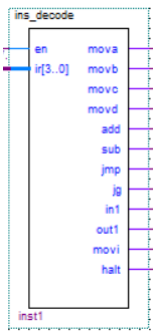 ins_decode
en mova
ir[3..0] movb
movc
movd
add
sub
jmp
jg
in1
out1
movi
halt
inst1